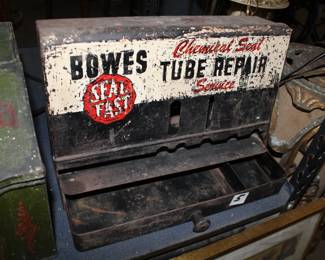 Chemical Seal
BOWES TUBE REPAIR
Service
SEAL
FAST